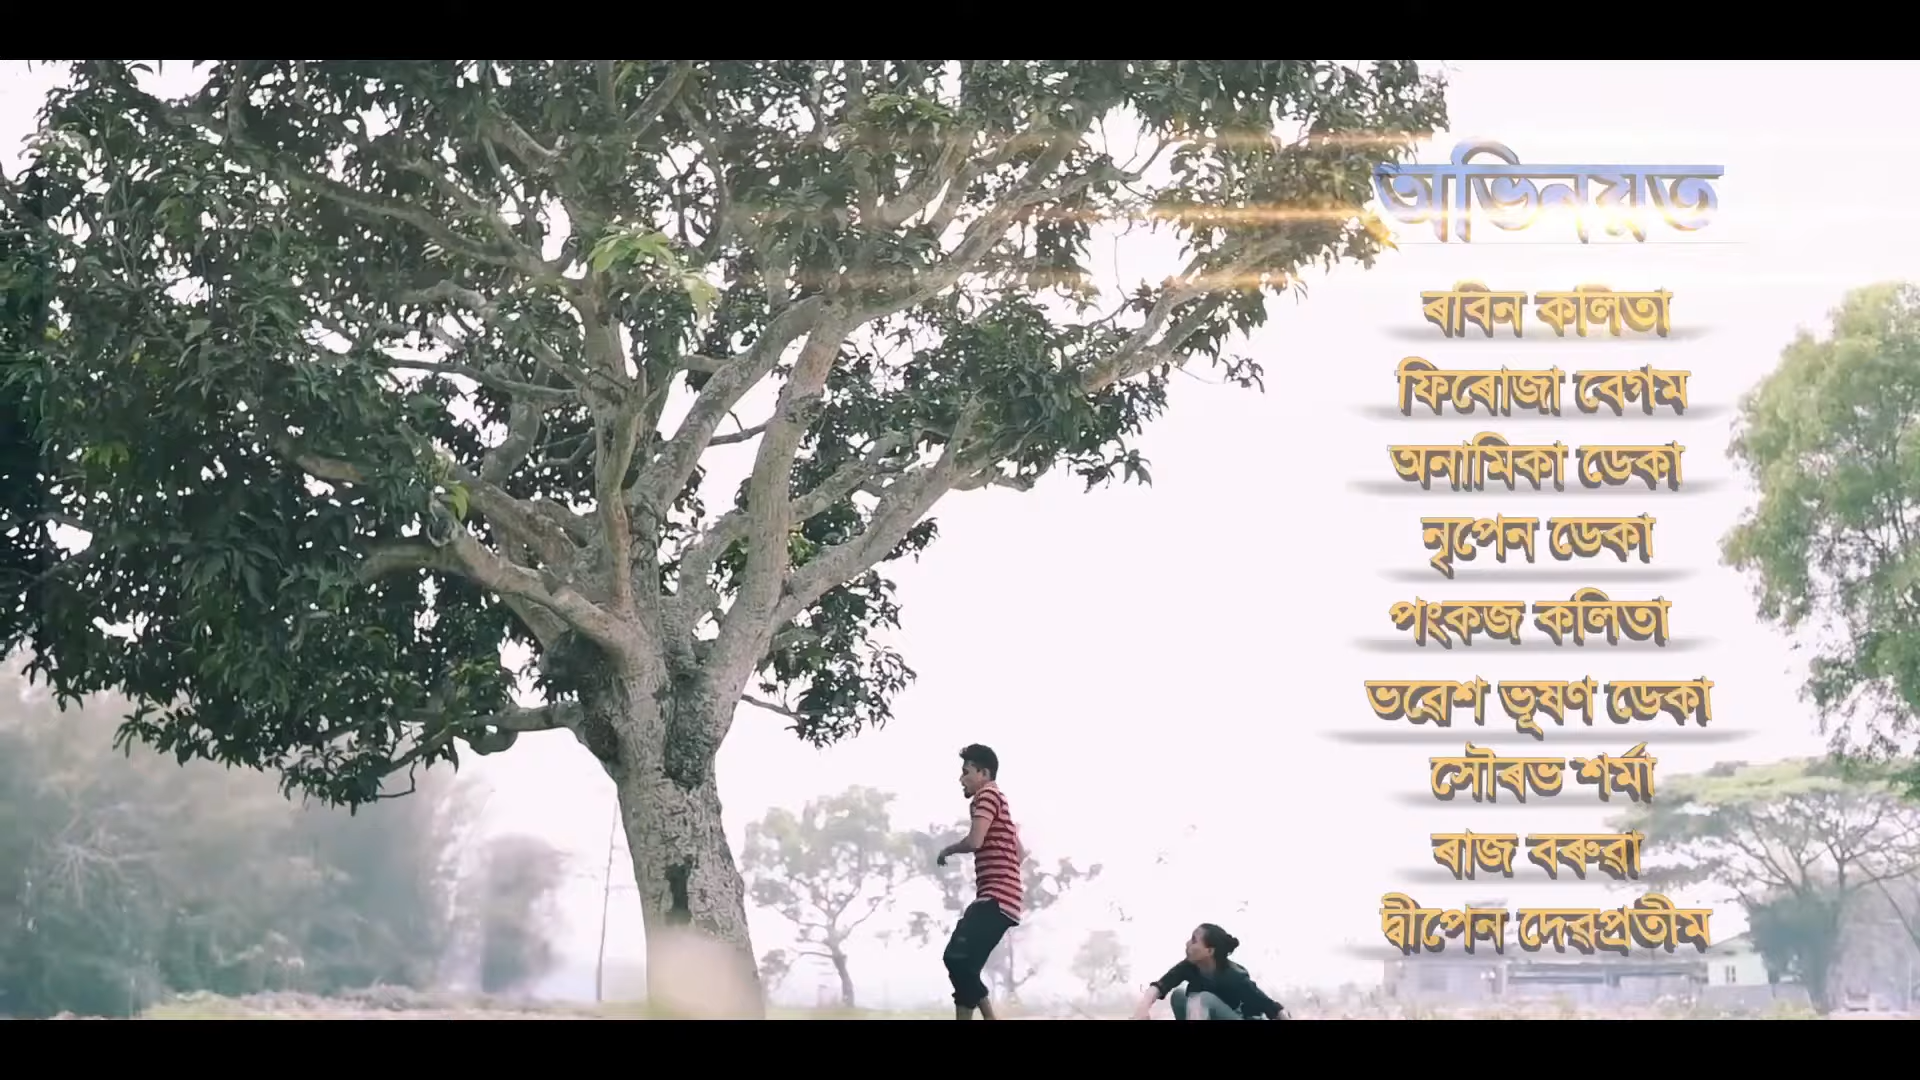 অভিনয়ত
ৰবিন কলিতা
ফিৰোজা বেগম
অনামিকা ডেকা
নৃপেন ডেকা
পংকজ কলিতা
ভৱেশ ভূষণ ডেকা
সৌৰভ শৰ্মা
ৰাজ বৰুৱা
দ্বীপেন দেৱপ্ৰতীম